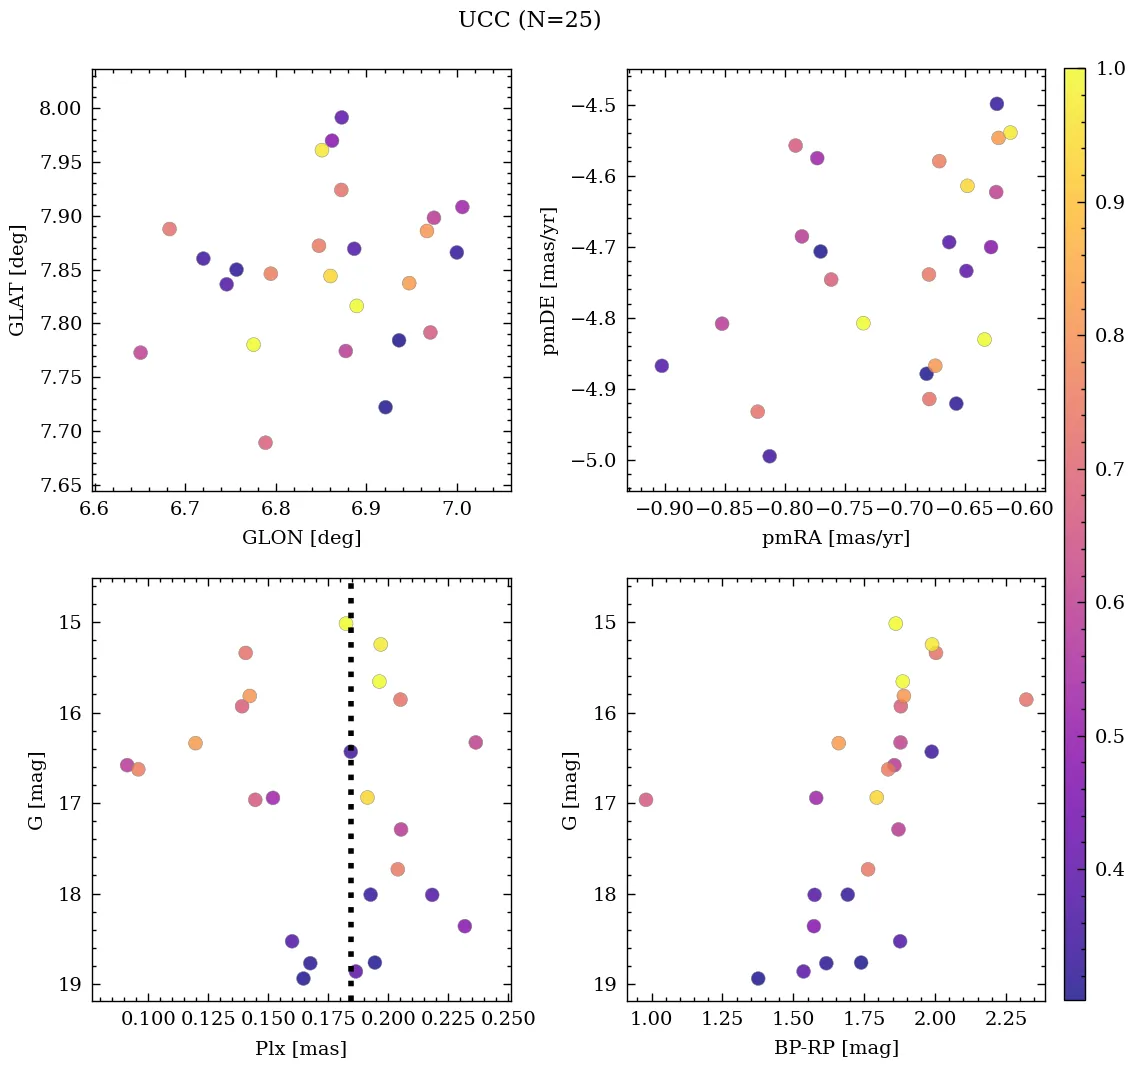 UCC (N=25)
8.00
7.95
7.90
7.85
7.80
7.75
7.70
7.65
GLAT [deg]
6.6 6.7 6.8 6.9 7.0
GLON [deg]
−4.5
−4.6
−4.7
−4.8
−4.9
−5.0
pmDE [mas/yr]
−0.90 −0.85 −0.80 −0.75 −0.70 −0.65 −0.60
pmRA [mas/yr]
1.0
0.9
0.8
0.7
0.6
0.5
0.4
15
16
17
18
19
G [mag]
0.100 0.125 0.150 0.175 0.200 0.225 0.250
Plx [mas]
15
16
17
18
19
G [mag]
1.00 1.25 1.50 1.75 2.00 2.25
BP-RP [mag]